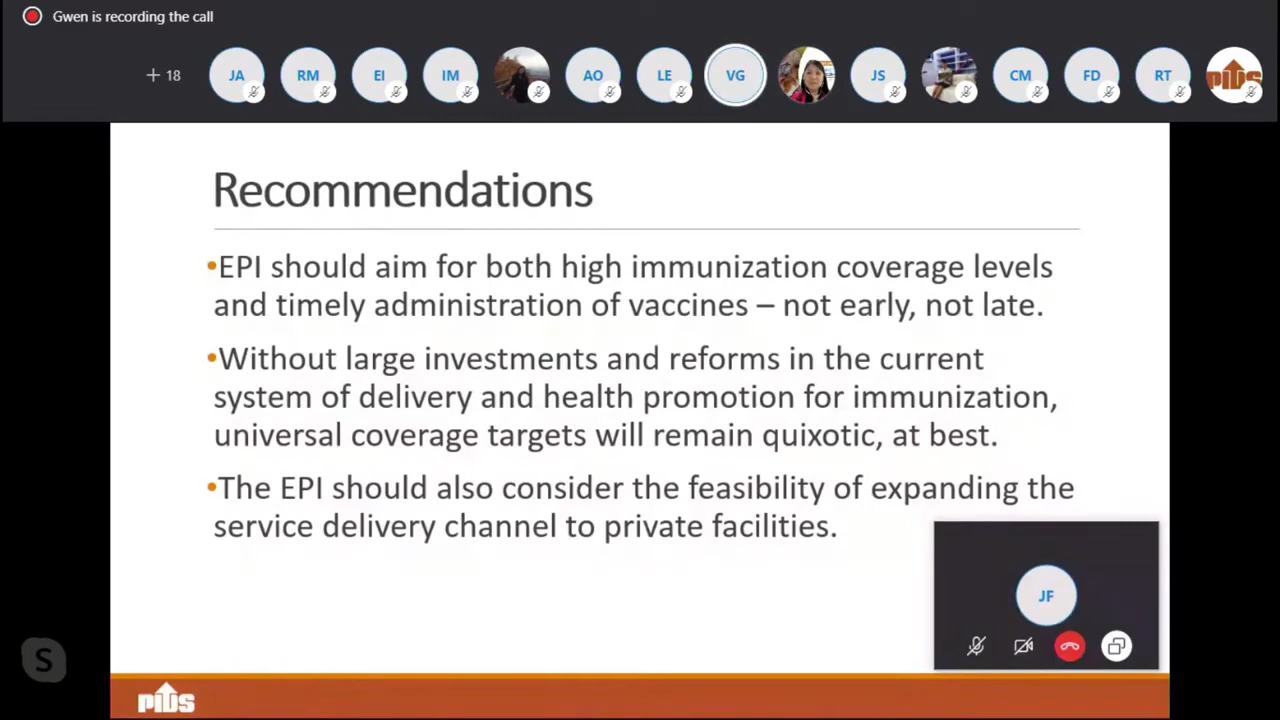 Gwen is recording the call
+ 18
JA
RM
EI
IM
AO
LE
VG
JS
CM
FD
RT
pids
Recommendations
•EPI should aim for both high immunization coverage levels
and timely administration of vaccines – not early, not late.
•Without large investments and reforms in the current
system of delivery and health promotion for immunization,
universal coverage targets will remain quixotic, at best.
•The EPI should also consider the feasibility of expanding the
service delivery channel to private facilities.
JF
S
pids